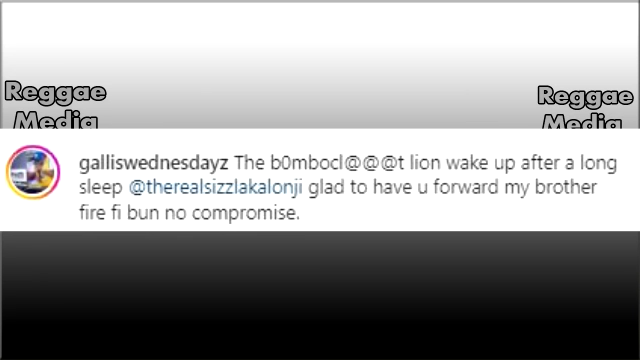 Reggae
Media
Reggae
Media
galliswednesdayz The b0mbocl@@@t lion wake up after a long
sleep @therealsizzlakalonji glad to have u forward my brother
fire fi bun no compromise.